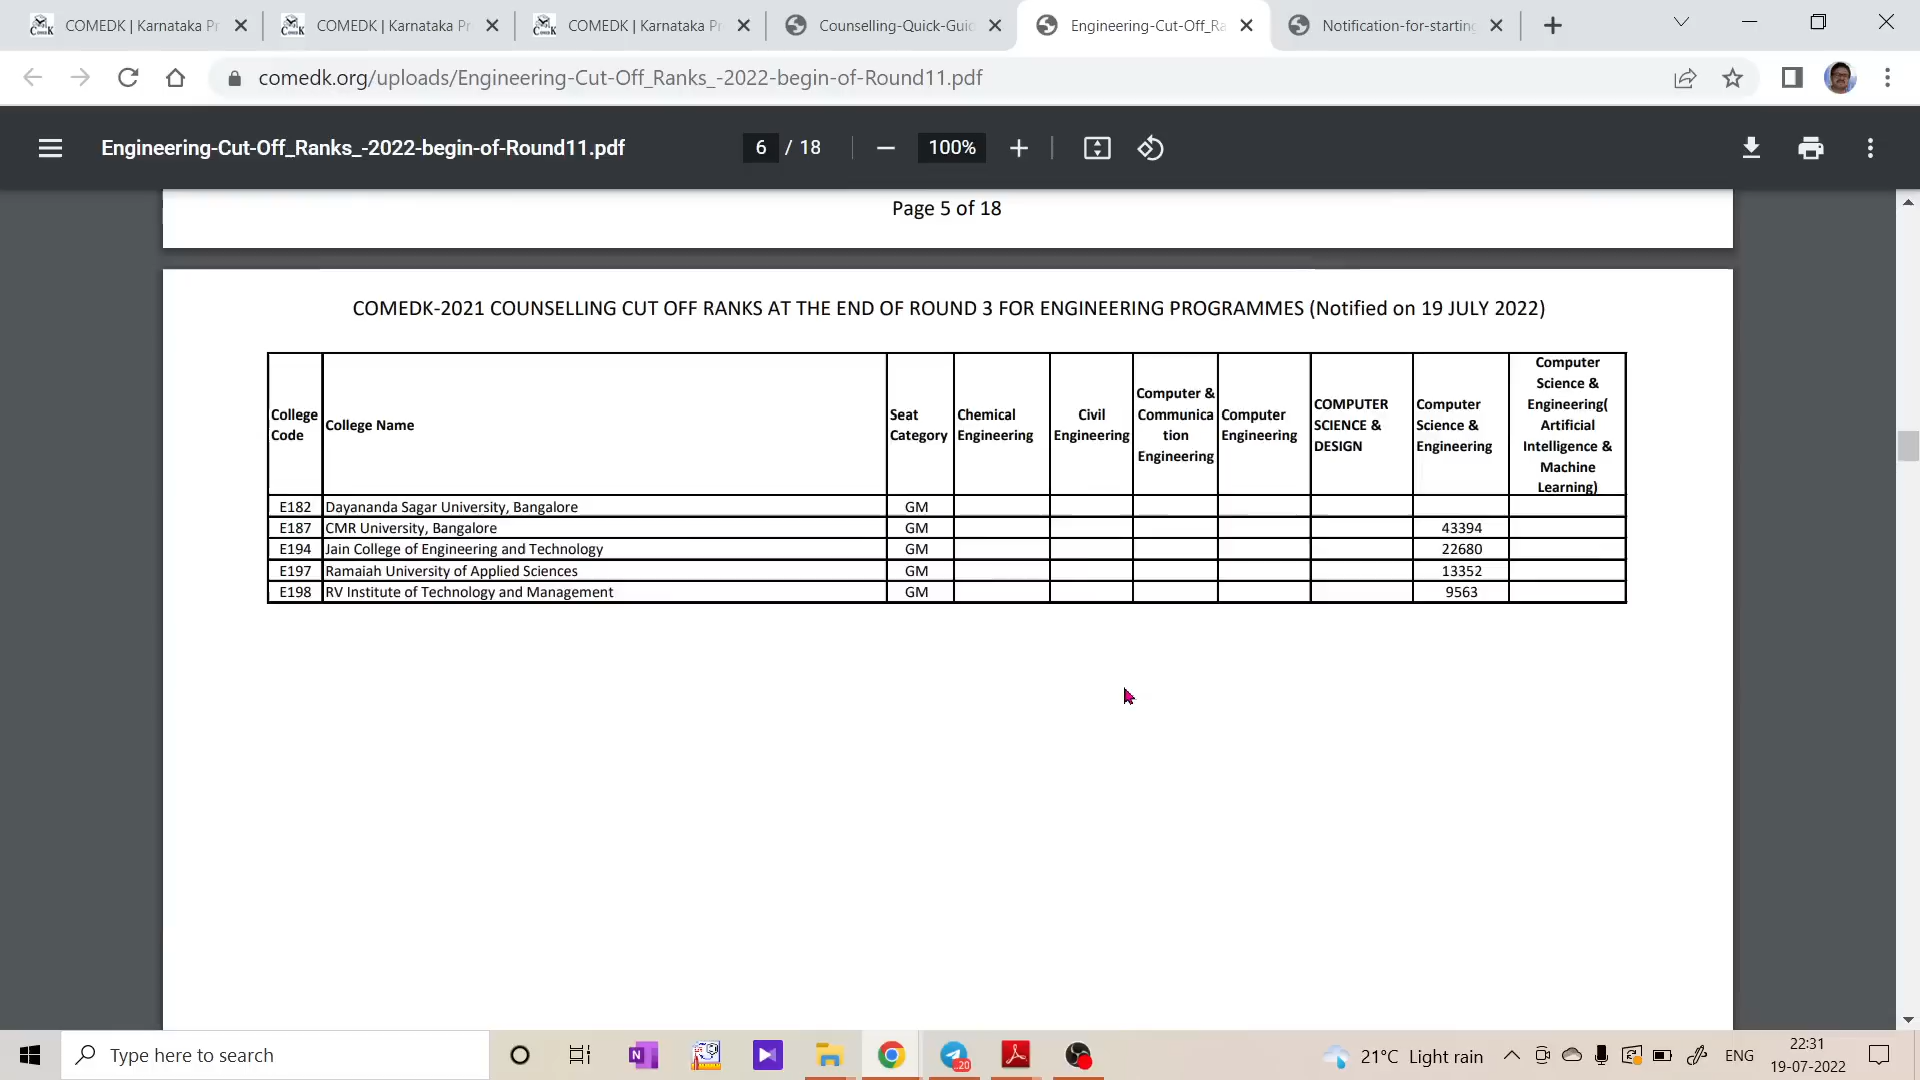 COMEDK | Karnataka Pr
COMEDK | Karnataka Pr
COMEDK | Karnataka Pr
Counselling-Quick-Guid
Engineering-Cut-Off_Ra
Notification-for-starting
comedk.org/uploads/Engineering-Cut-Off_Ranks_-2022-begin-of-Round11.pdf
Engineering-Cut-Off_Ranks_-2022-begin-of-Round11.pdf 6 / 18 100%
Page 5 of 18
COMEDK-2021 COUNSELLING CUT OFF RANKS AT THE END OF ROUND 3 FOR ENGINEERING PROGRAMMES (Notified on 19 JULY 2022)
College
Code
College Name
Seat
Category
Chemical
Engineering
Civil
Engineering
Computer &
Communica
tion
Engineering
Computer
Engineering
COMPUTER
SCIENCE &
DESIGN
Computer
Science &
Engineering
Computer
Science &
Engineering(
Artificial
Intelligence &
Machine
Learning)
E182 Dayananda Sagar University, Bangalore GM
E187 CMR University, Bangalore GM 43394
E194 Jain College of Engineering and Technology GM 22680
E197 Ramaiah University of Applied Sciences GM 13352
E198 RV Institute of Technology and Management GM 9563
Type here to search
20
21°C Light rain
ENG
22:31
19-07-2022